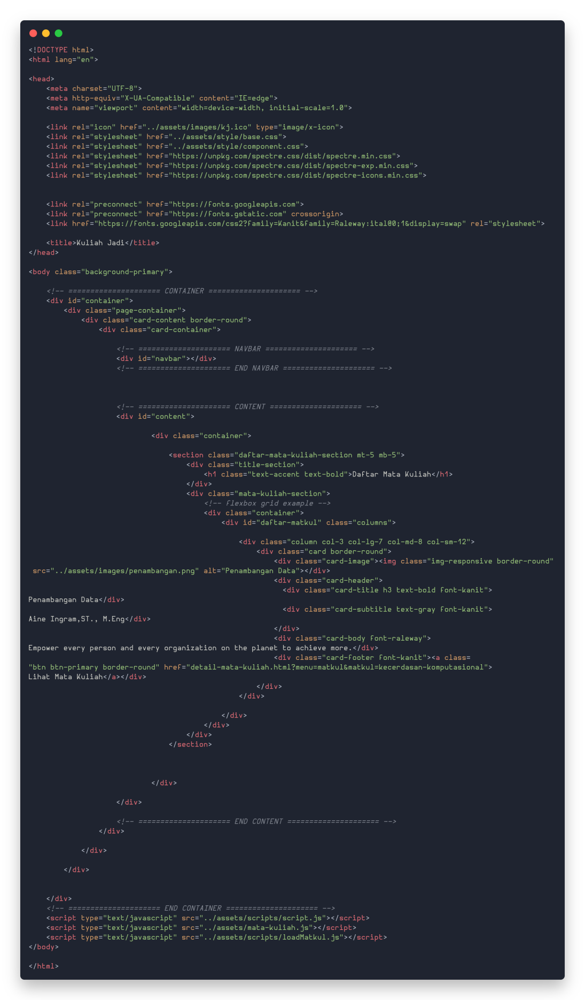 <!DOCTYPE html>
<html lang="en">
<head>
<meta charset="UTF-8">
<meta http-equiv="X-UA-Compatible" content="IE=edge">
<meta name="viewport" content="width=device-width, initial-scale=1.0">
<link rel="icon" href="../assets/images/kj.ico" type="image/x-icon">
<link rel="stylesheet" href="../assets/style/base.css">
<link rel="stylesheet" href="../assets/style/component.css">
<link rel="stylesheet" href="https://unpkg.com/spectre.css/dist/spectre.min.css">
<link rel="stylesheet" href="https://unpkg.com/spectre.css/dist/spectre-exp.min.css">
<link rel="stylesheet" href="https://unpkg.com/spectre.css/dist/spectre-icons.min.css">
<link rel="preconnect" href="https://fonts.googleapis.com">
<link rel="preconnect" href="https://fonts.gstatic.com" crossorigin>
<link href="https://fonts.googleapis.com/css2?family=Kanit&family=Raleway:ital@0;1&display=swap" rel="stylesheet">
<title>Kuliah Jadi</title>
</head>
<body class="background-primary">
<!-- ===================== CONTAINER ===================== -->
<div id="container">
<div class="page-container">
<div class="card-content border-round">
<div class="card-container">
<!-- ===================== NAVBAR ===================== -->
<div id="navbar"></div>
<!-- ===================== END NAVBAR ===================== -->
<!-- ===================== CONTENT ===================== -->
<div id="content">
<div class="container">
<section class="daftar-mata-kuliah-section mt-5 mb-5">
<div class="title-section">
<h1 class="text-accent text-bold">Daftar Mata Kuliah</h1>
</div>
<div class="mata-kuliah-section">
<!-- flexbox grid example -->
<div class="container">
<div id="daftar-matkul" class="columns">
<div class="column col-3 col-lg-7 col-md-8 col-sm-12">
<div class="card border-round">
<div class="card-image"><img class="img-responsive border-round"
src="../assets/images/penambangan.png" alt="Penambangan Data"></div>
<div class="card-header">
<div class="card-title h3 text-bold font-kanit">
Penambangan Data</div>
<div class="card-subtitle text-gray font-kanit">
Aine Ingram,ST., M.Eng</div>
</div>
<div class="card-body font-raleway">
Empower every person and every organization on the planet to achieve more.</div>
<div class="card-footer font-kanit"><a class=
"btn btn-primary border-round" href="detail-mata-kuliah.html?menu=matkul&matkul=kecerdasan-komputasional">
Lihat Mata Kuliah</a></div>
</div>
</div>
</div>
</div>
</div>
</section>
</div>
</div>
<!-- ===================== END CONTENT ===================== -->
</div>
</div>
</div>
</div>
<!-- ===================== END CONTAINER ===================== -->
<script type="text/javascript" src="../assets/scripts/script.js"></script>
<script type="text/javascript" src="../assets/mata-kuliah.js"></script>
<script type="text/javascript" src="../assets/scripts/loadMatkul.js"></script>
</body>
</html>